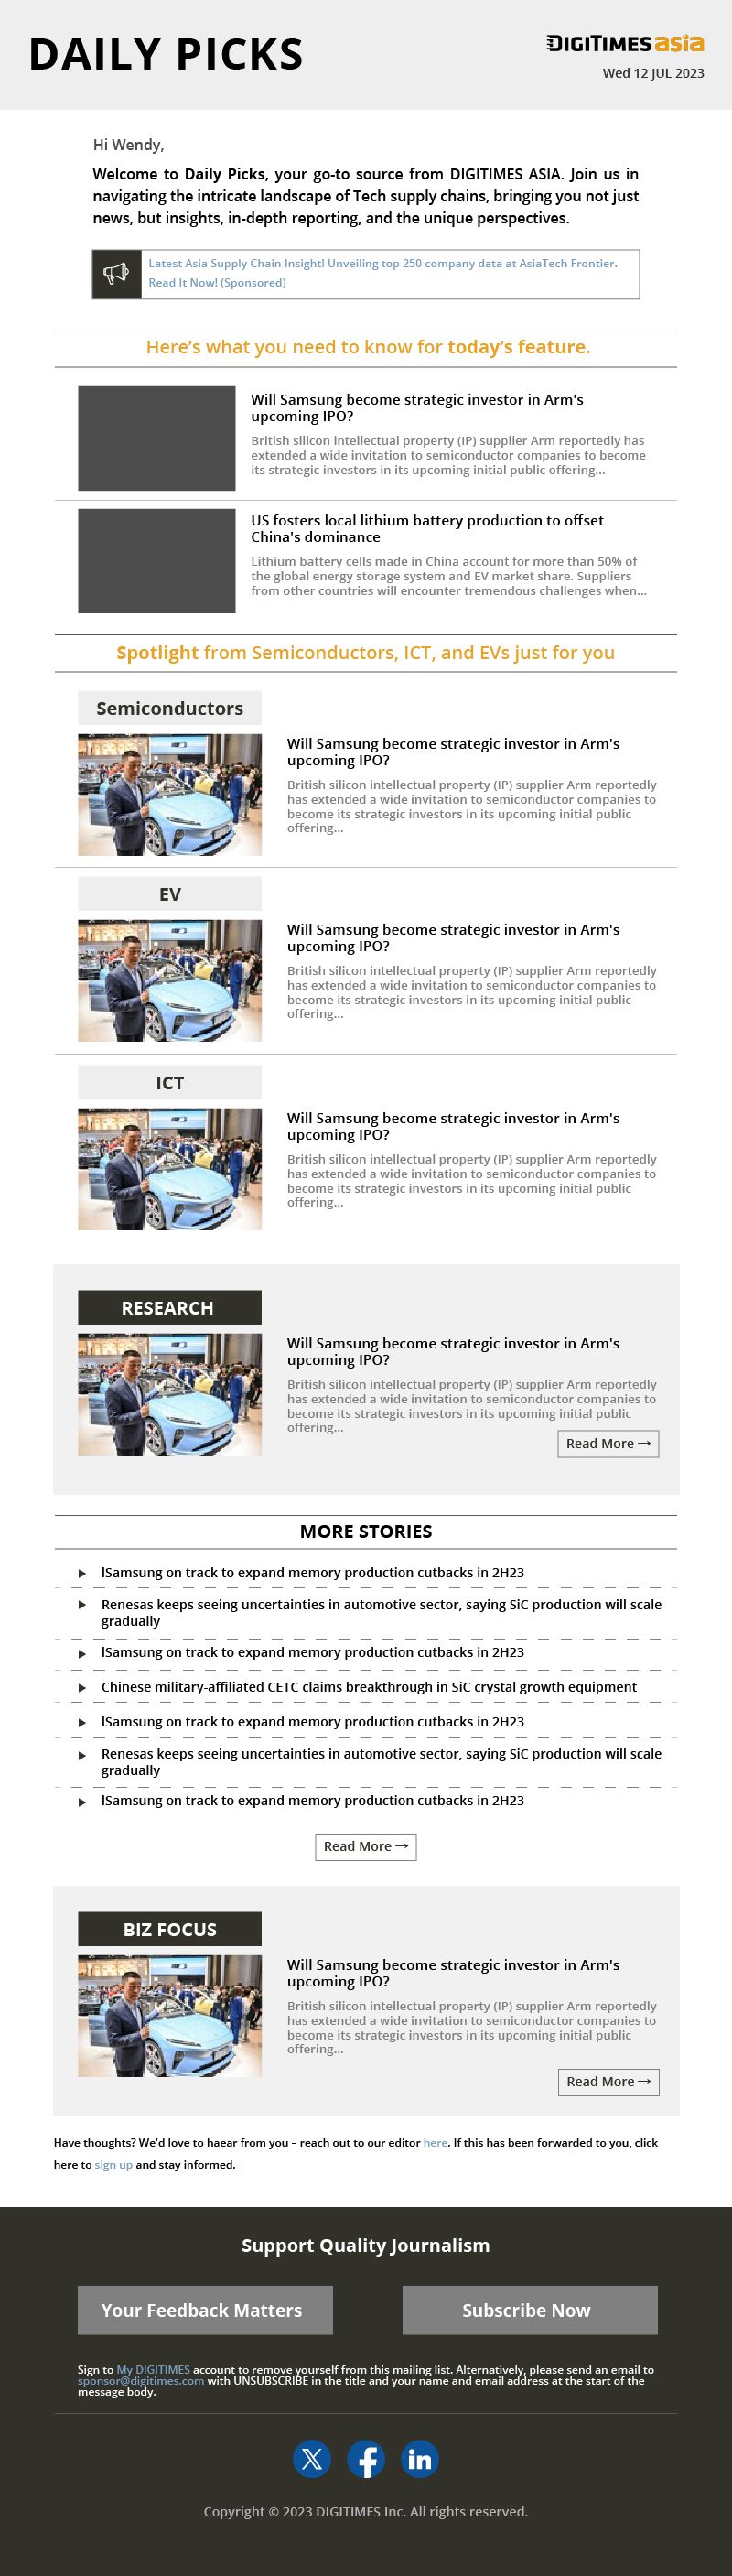 DAILY PICKS
DIGITIMES asia
Wed 12 JUL 2023
Hi Wendy,
Welcome to Daily Picks, your go-to source from DIGITIMES ASIA. Join us in
navigating the intricate landscape of Tech supply chains, bringing you not just
news, but insights, in-depth reporting, and the unique perspectives.
Latest Asia Supply Chain Insight! Unveiling top 250 company data at AsiaTech Frontier.
Read It Now! (Sponsored)
Here's what you need to know for today's feature.
Will Samsung become strategic investor in Arm's
upcoming IPO?
British silicon intellectual property (IP) supplier Arm reportedly has
extended a wide invitation to semiconductor companies to become
its strategic investors in its upcoming initial public offering...
US fosters local lithium battery production to offset
China's dominance
Lithium battery cells made in China account for more than 50% of
the global energy storage system and EV market share. Suppliers
from other countries will encounter tremendous challenges when...
Spotlight from Semiconductors, ICT, and EVs just for you
Semiconductors
Will Samsung become strategic investor in Arm's
upcoming IPO?
British silicon intellectual property (IP) supplier Arm reportedly
has extended a wide invitation to semiconductor companies to
become its strategic investors in its upcoming initial public
offering...
EV
Will Samsung become strategic investor in Arm's
upcoming IPO?
British silicon intellectual property (IP) supplier Arm reportedly
has extended a wide invitation to semiconductor companies to
become its strategic investors in its upcoming initial public
offering...
ICT
Will Samsung become strategic investor in Arm's
upcoming IPO?
British silicon intellectual property (IP) supplier Arm reportedly
has extended a wide invitation to semiconductor companies to
become its strategic investors in its upcoming initial public
offering...
RESEARCH
Will Samsung become strategic investor in Arm's
upcoming IPO?
British silicon intellectual property (IP) supplier Arm reportedly
has extended a wide invitation to semiconductor companies to
become its strategic investors in its upcoming initial public
offering...
Read More →
MORE STORIES
lSamsung on track to expand memory production cutbacks in 2H23
Renesas keeps seeing uncertainties in automotive sector, saying SiC production will scale
gradually
lSamsung on track to expand memory production cutbacks in 2H23
Chinese military-affiliated CETC claims breakthrough in SiC crystal growth equipment
lSamsung on track to expand memory production cutbacks in 2H23
Renesas keeps seeing uncertainties in automotive sector, saying SiC production will scale
gradually
lSamsung on track to expand memory production cutbacks in 2H23
Read More →
BIZ FOCUS
Will Samsung become strategic investor in Arm's
upcoming IPO?
British silicon intellectual property (IP) supplier Arm reportedly
has extended a wide invitation to semiconductor companies to
become its strategic investors in its upcoming initial public
offering...
Read More →
Have thoughts? We'd love to haear from you – reach out to our editor here. If this has been forwarded to you, click
here to sign up and stay informed.
Support Quality Journalism
Your Feedback Matters
Subscribe Now
Sign to My DIGITIMES account to remove yourself from this mailing list. Alternatively, please send an email to
sponsor@digitimes.com with UNSUBSCRIBE in the title and your name and email address at the start of the
message body.
Copyright © 2023 DIGITIMES Inc. All rights reserved.